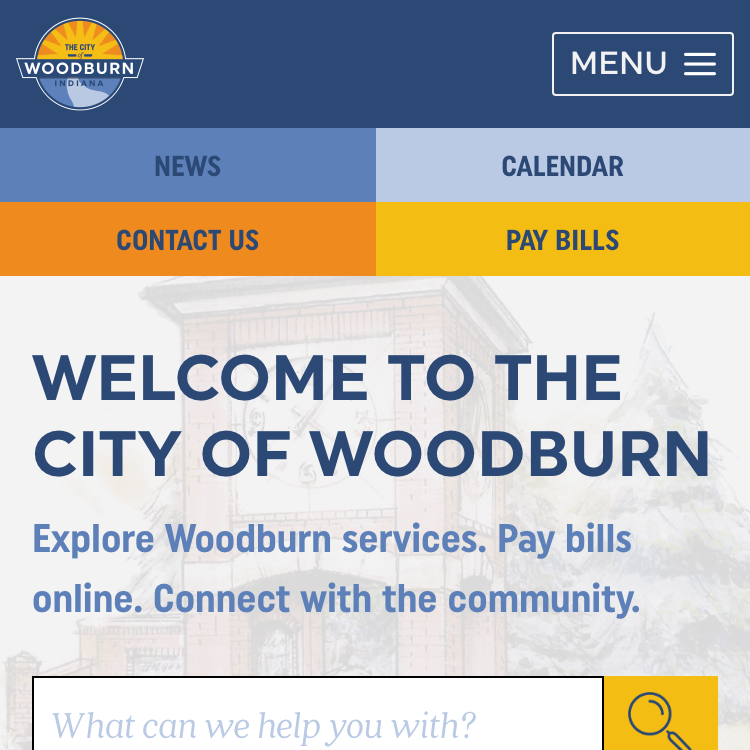 THE CITY
of
WOODBURN
INDIANA
MENU
NEWS
CALENDAR
CONTACT US
PAY BILLS
WELCOME TO THE
CITY OF WOODBURN
Explore Woodburn services. Pay bills
online. Connect with the community.
What can we help you with?